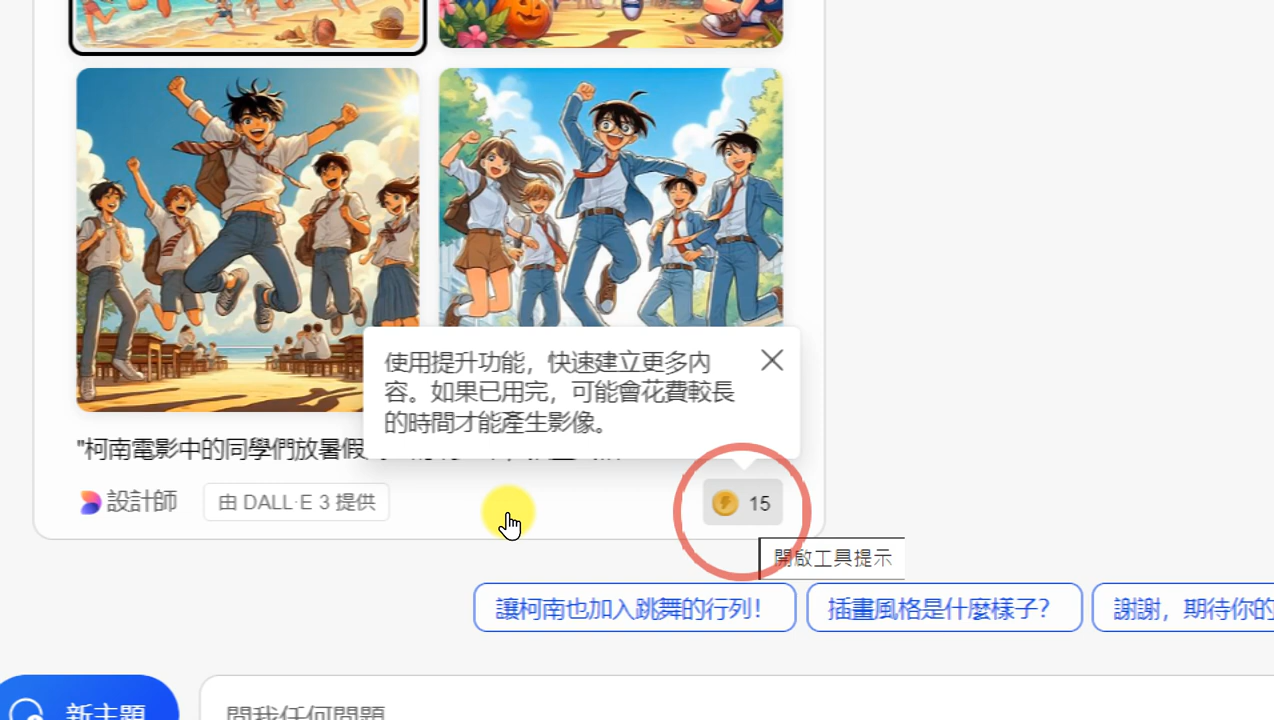 使用提升功能，快速建立更多內
容。如果已用完，可能會花費較長
的時間才能產生影像。
"柯南電影中的同學們放暑假
設計師
由 DALL·E 3 提供
15
開啟工具提示
讓柯南也加入跳舞的行列！
插畫風格是什麼樣子？
謝謝，期待你的
新主題
問我任何問題